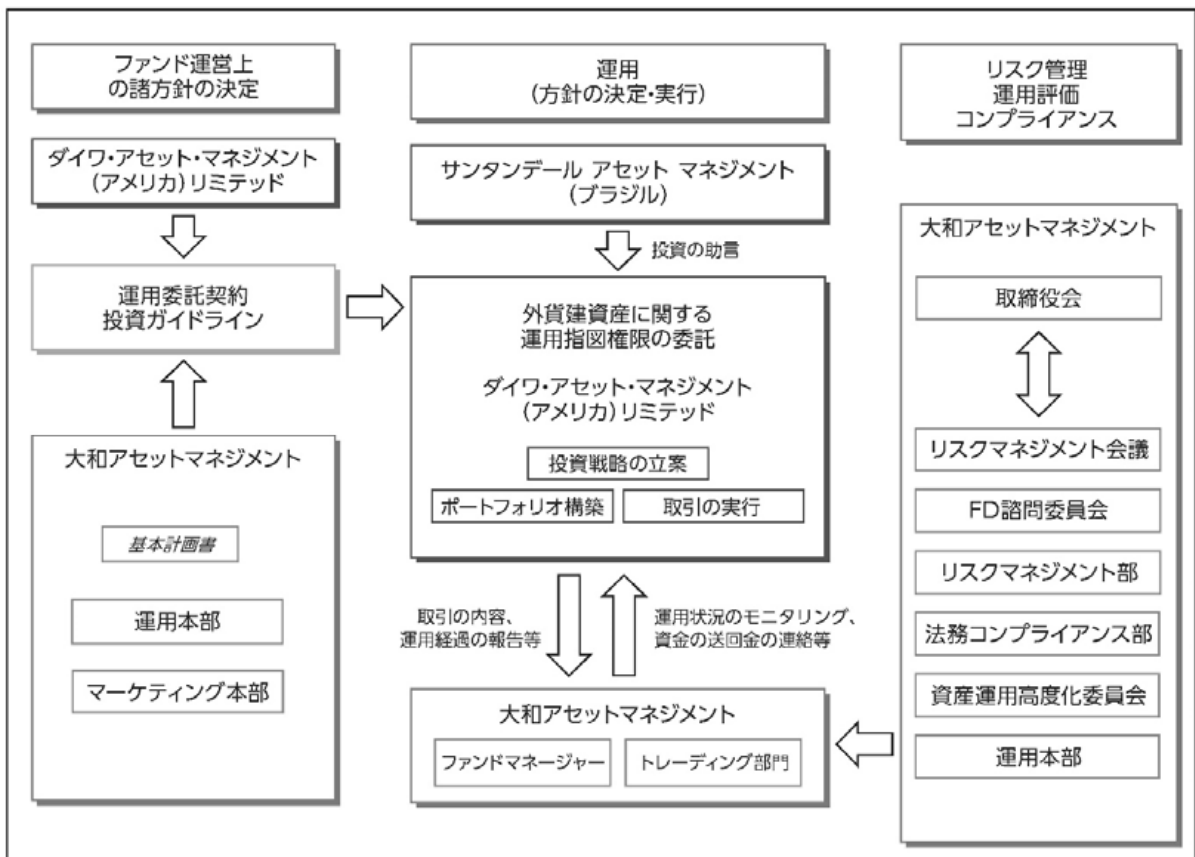 ファンド運営上
の諸方針の決定
ダイワ・アセット・マネジメント
(アメリカ)リミテッド
運用委託契約
投資ガイドライン
大和アセットマネジメント
基本計画書
運用本部
マーケティング本部
運用
(方針の決定・実行)
サンタンデール アセット マネジメント
(ブラジル)
投資の助言
外貨建資産に関する
運用指図権限の委託
ダイワ・アセット・マネジメント
(アメリカ)リミテッド
投資戦略の立案
ポートフォリオ構築
取引の実行
取引の内容、
運用経過の報告等
運用状況のモニタリング、
資金の送回金の連絡等
大和アセットマネジメント
ファンドマネージャー
トレーディング部門
リスク管理
運用評価
コンプライアンス
大和アセットマネジメント
取締役会
リスクマネジメント会議
FD諮問委員会
リスクマネジメント部
法務コンプライアンス部
資産運用高度化委員会
運用本部